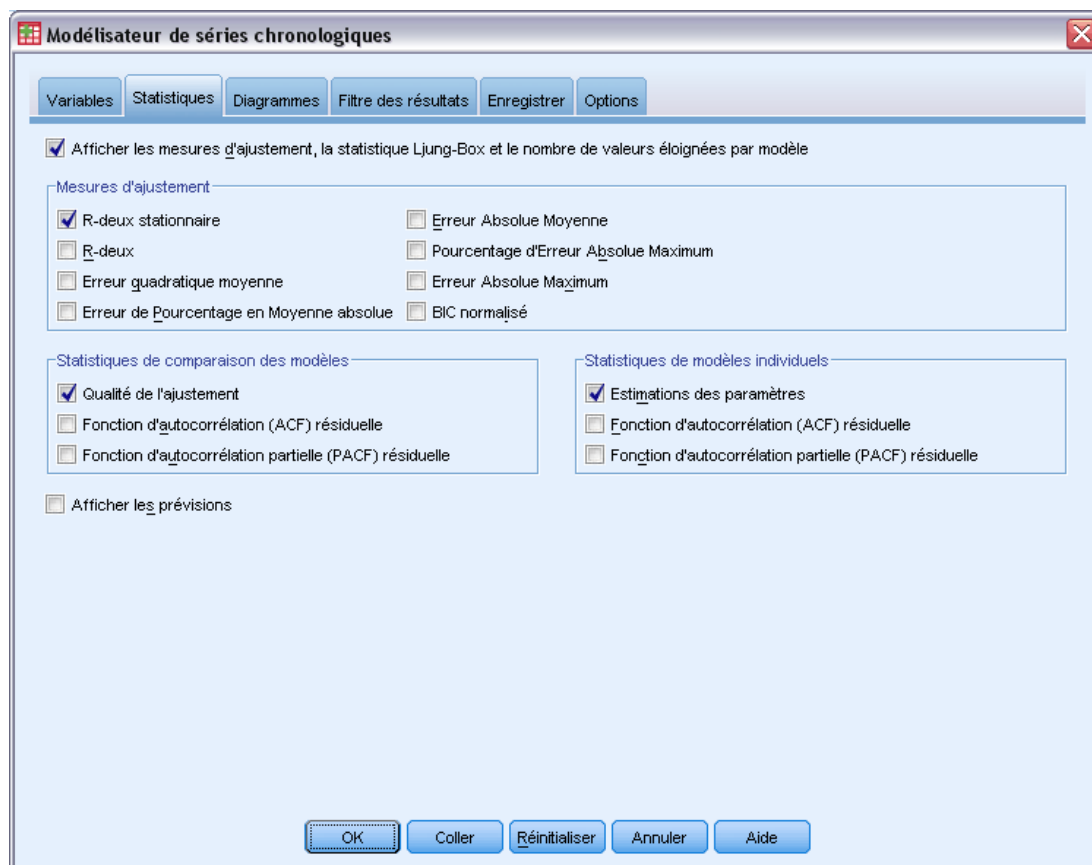 Modélisateur de séries chronologiques
Variables Statistiques Diagrammes Filtre des résultats Enregistrer Options
Afficher les mesures d'ajustement, la statistique Ljung-Box et le nombre de valeurs éloignées par modèle
Mesures d'ajustement
R-deux stationnaire
Erreur Absolue Moyenne
R-deux
Pourcentage d'Erreur Absolue Maximum
Erreur quadratique moyenne
Erreur Absolue Maximum
Erreur de Pourcentage en Moyenne absolue
BIC normalisé
Statistiques de comparaison des modèles
Qualité de l'ajustement
Fonction d'autocorrélation (ACF) résiduelle
Fonction d'autocorrélation partielle (PACF) résiduelle
Statistiques de modèles individuels
Estimations des paramètres
Fonction d'autocorrélation (ACF) résiduelle
Fonction d'autocorrélation partielle (PACF) résiduelle
Afficher les prévisions
OK Coller Réinitialiser Annuler Aide